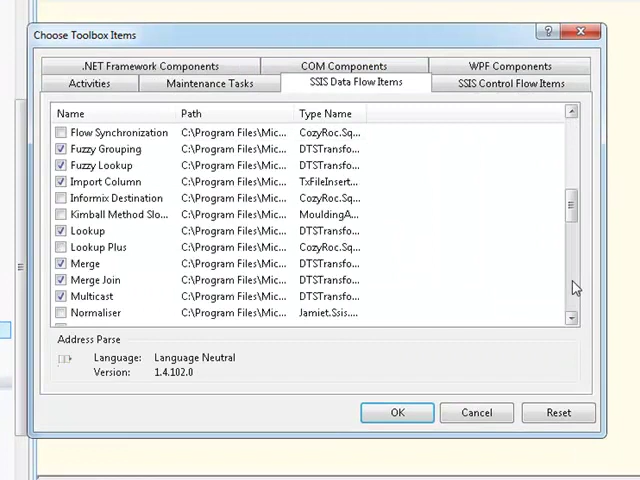 Choose Toolbox Items
.NET Framework Components COM Components WPF Components
Activities Maintenance Tasks SSIS Data Flow Items SSIS Control Flow Items
Name Path Type Name
Flow Synchronization C:\Program Files\Mic... CozyRoc.Sq...
Fuzzy Grouping C:\Program Files\Mic... DTSTransfo...
Fuzzy Lookup C:\Program Files\Mic... DTSTransfo...
Import Column C:\Program Files\Mic... TxFileInsert...
Informix Destination C:\Program Files\Mic... CozyRoc.Sq...
Kimball Method Slo... C:\Program Files\Mic... MouldingA...
Lookup C:\Program Files\Mic... DTSTransfo...
Lookup Plus C:\Program Files\Mic... CozyRoc.Sq...
Merge C:\Program Files\Mic... DTSTransfo...
Merge Join C:\Program Files\Mic... DTSTransfo...
Multicast C:\Program Files\Mic... DTSTransfo...
Normaliser C:\Program Files\Mic... Jamiet.Ssis....
Address Parse
Language: Language Neutral
Version: 1.4.102.0
OK Cancel Reset